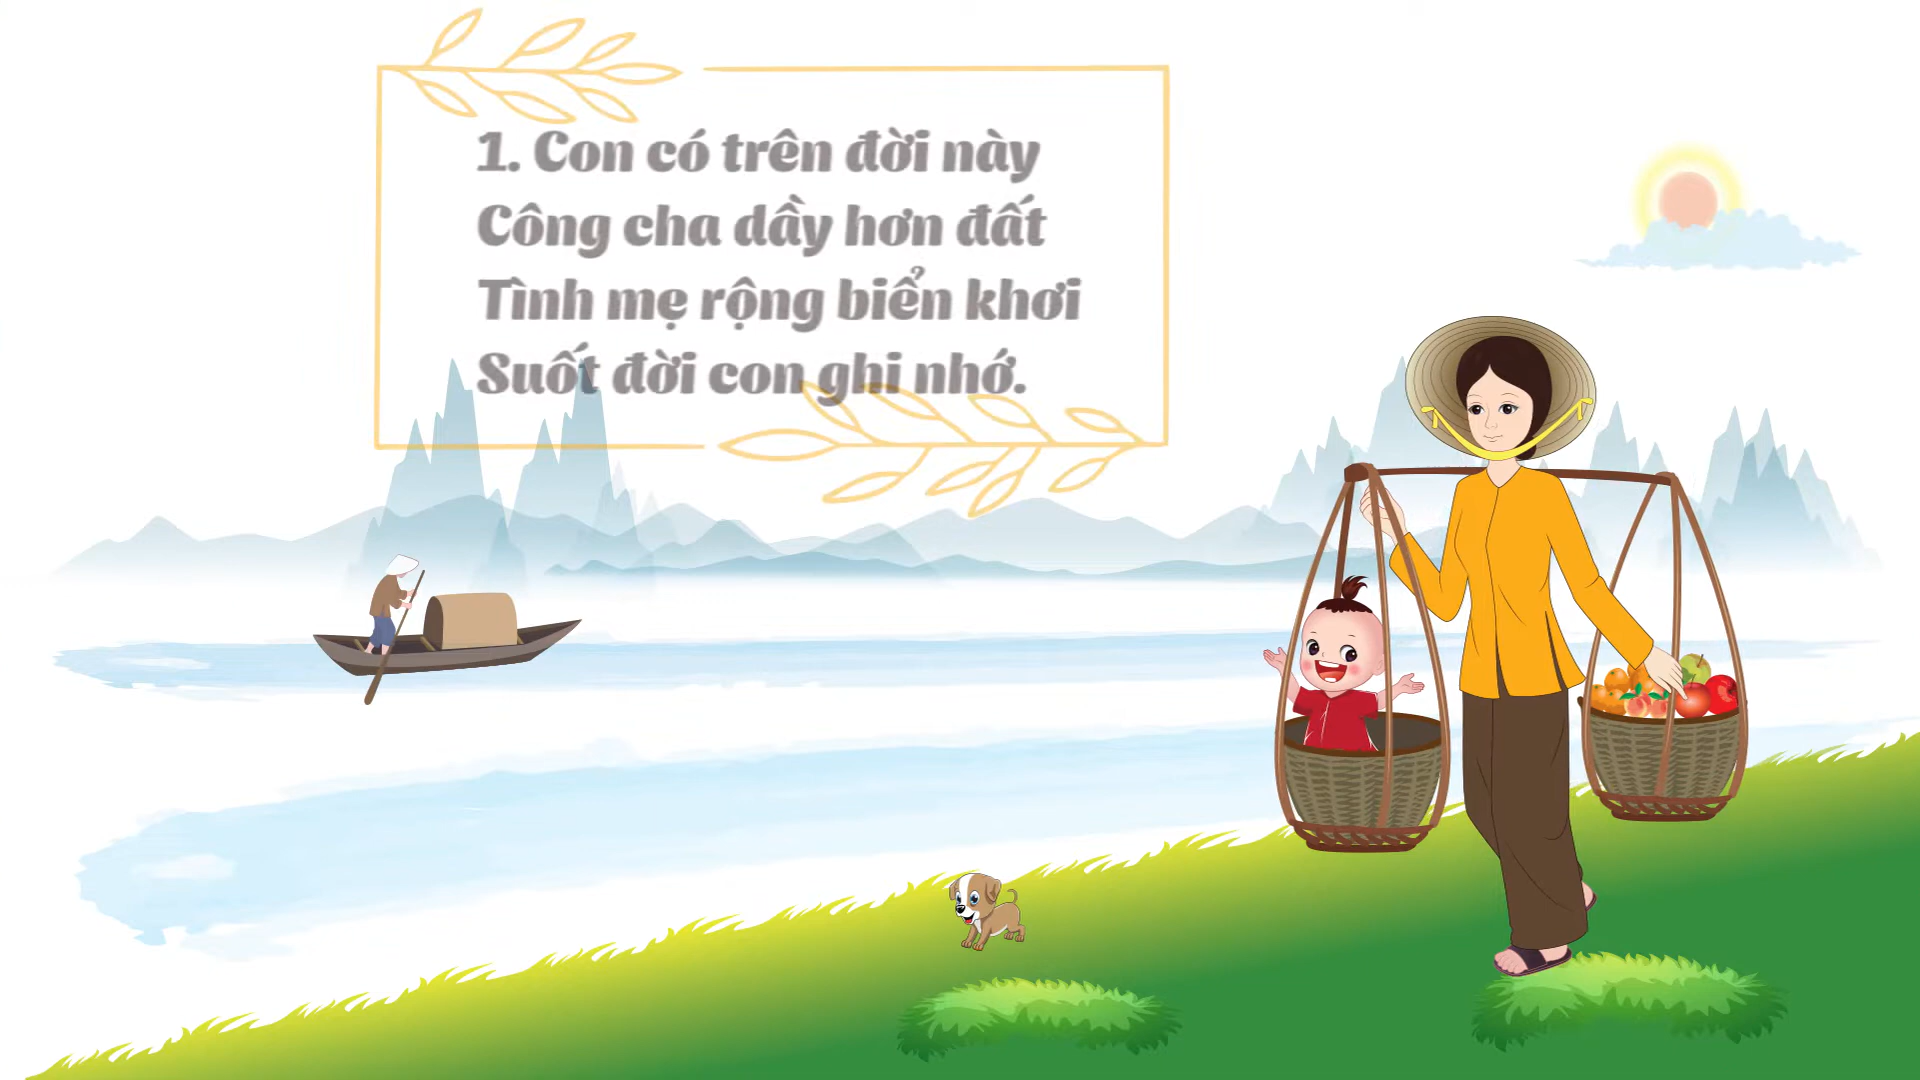 1. Con có trên đời này
Công cha dầy hơn đất
Tình mẹ rộng biển khơi
Suốt đời con ghi nhớ.